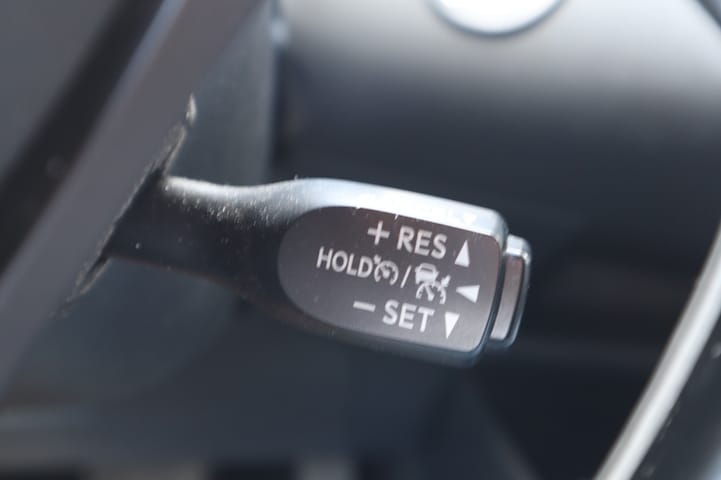 + RES ▲
HOLD / ◀
− SET ▼